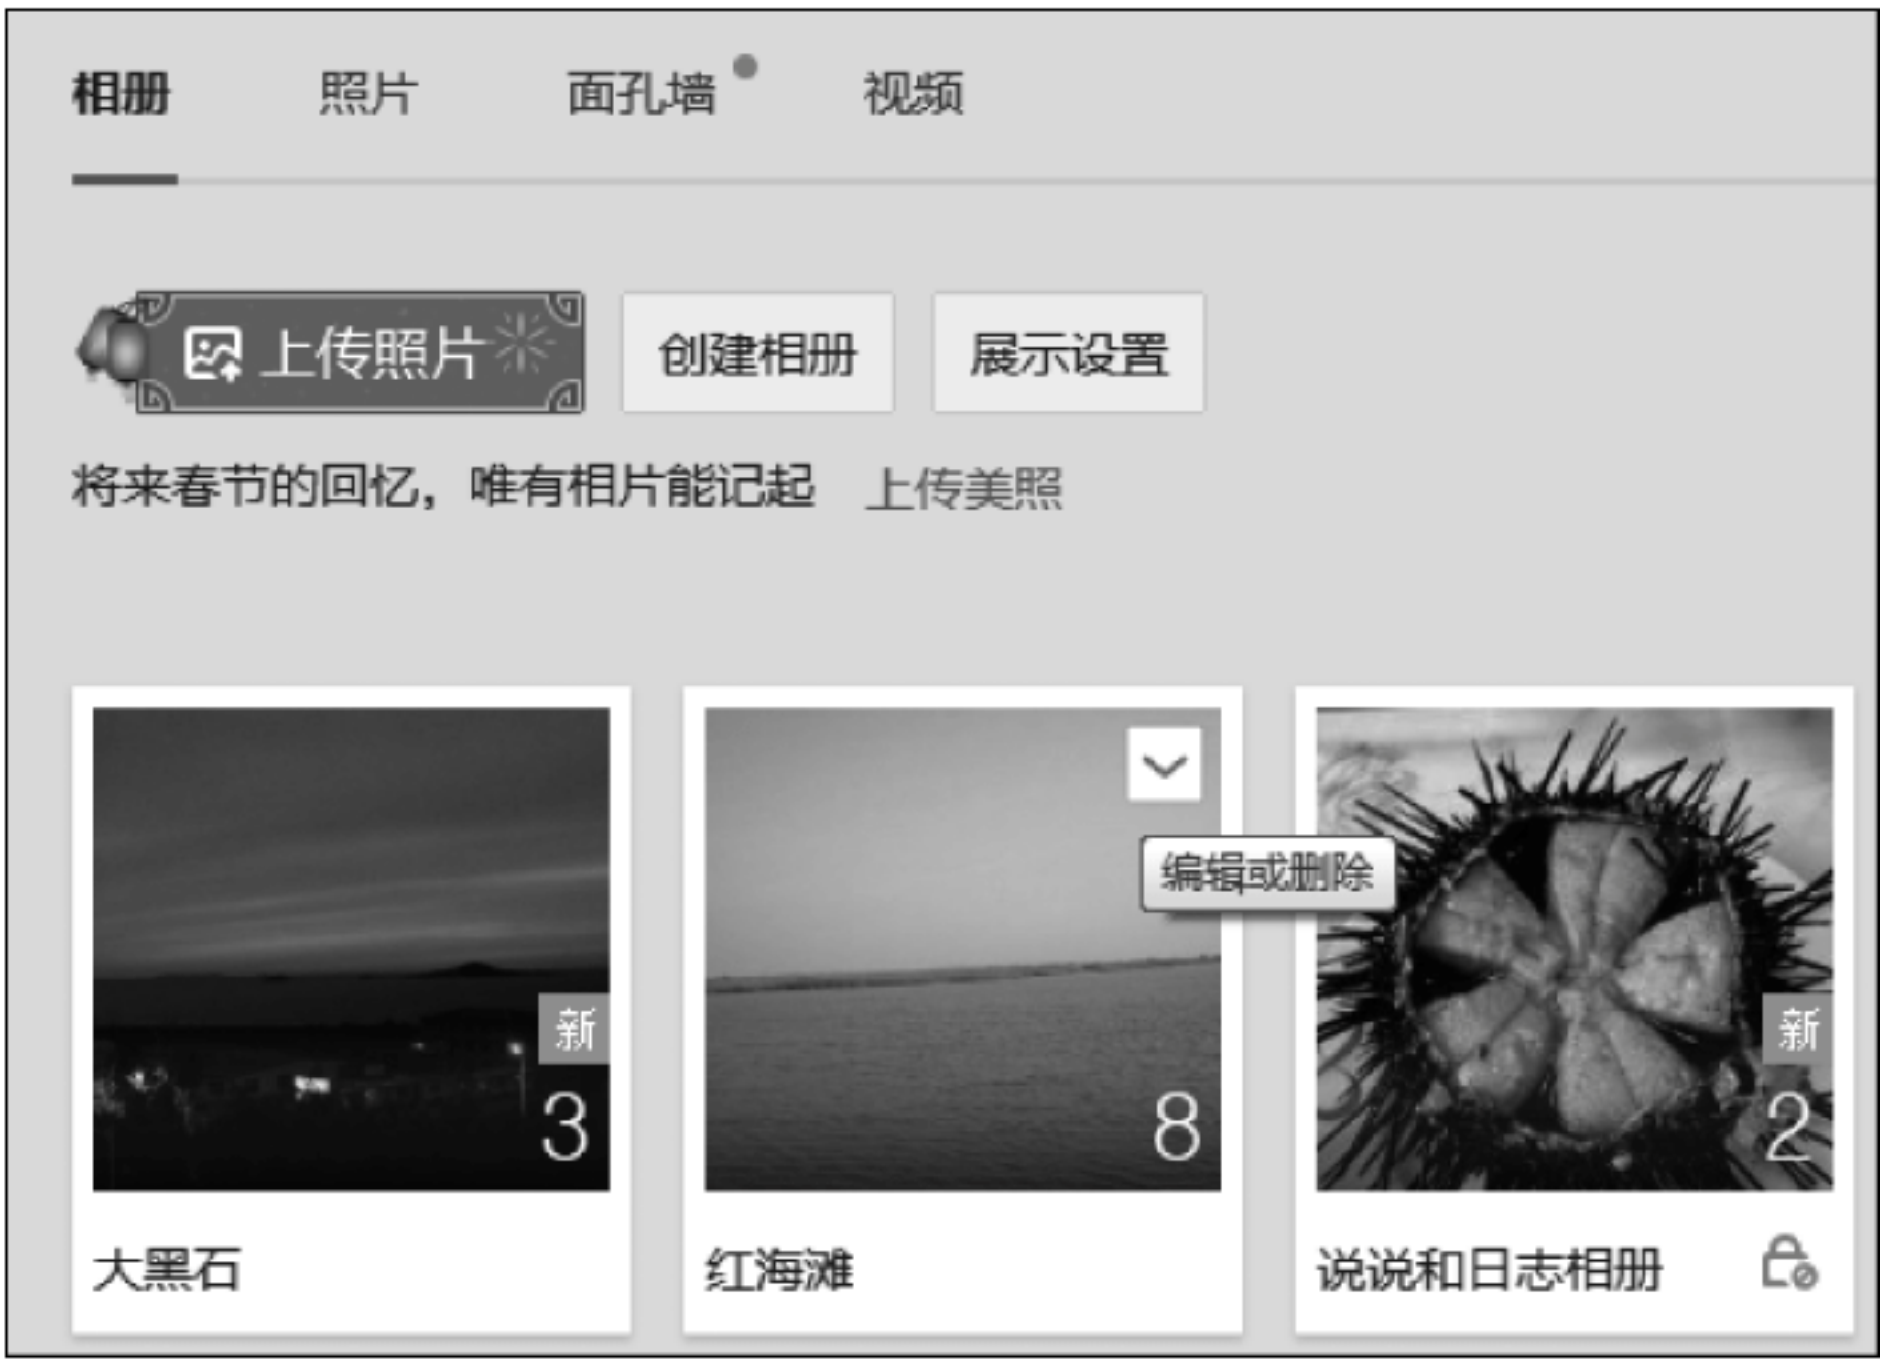 相册 照片 面孔墙 视频
上传照片 创建相册 展示设置
将来春节的回忆，唯有相片能记起 上传美照
编辑或删除
新 新
3 8 2
大黑石 红海滩 说说和日志相册